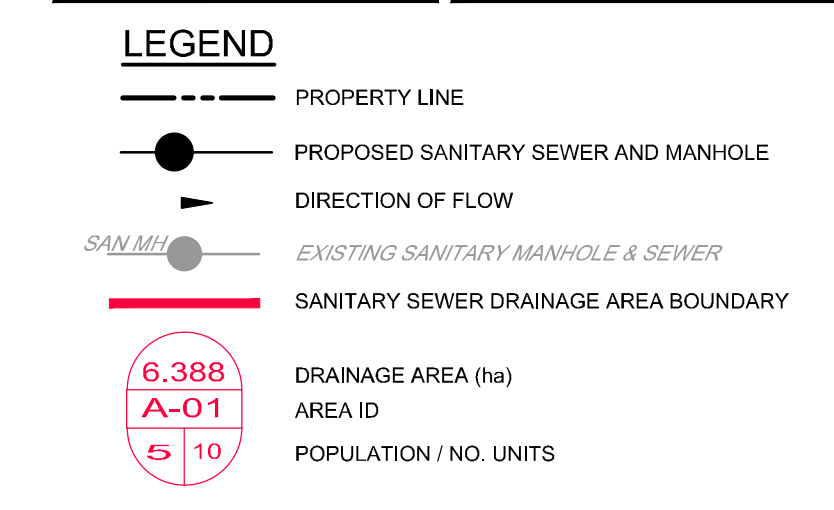 LEGEND
PROPERTY LINE
PROPOSED SANITARY SEWER AND MANHOLE
DIRECTION OF FLOW
SAN MH EXISTING SANITARY MANHOLE & SEWER
SANITARY SEWER DRAINAGE AREA BOUNDARY
6.388 DRAINAGE AREA (ha)
A-01 AREA ID
5 10 POPULATION / NO. UNITS